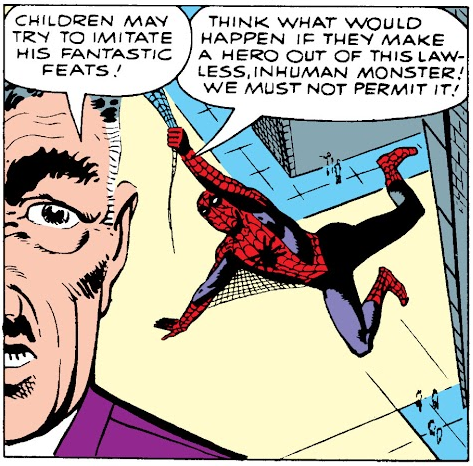 CHILDREN MAY
TRY TO IMITATE
HIS FANTASTIC
FEATS!
THINK WHAT WOULD
HAPPEN IF THEY MAKE
A HERO OUT OF THIS LAW-
LESS, INHUMAN MONSTER!
WE MUST NOT PERMIT IT!